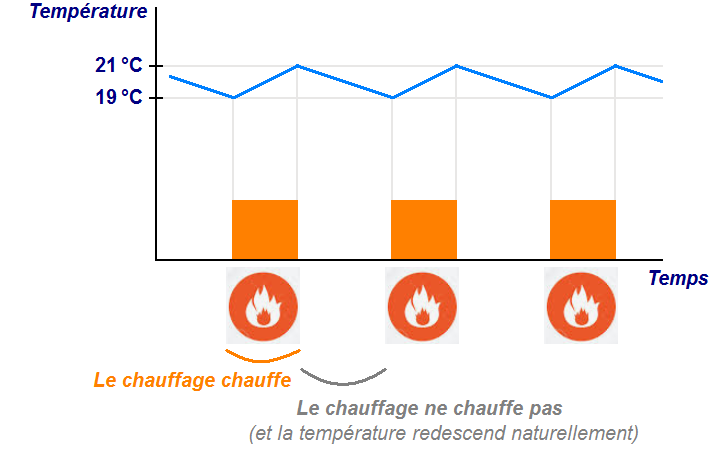 Température
21 °C
19 °C
Temps
Le chauffage chauffe
Le chauffage ne chauffe pas
(et la température redescend naturellement)